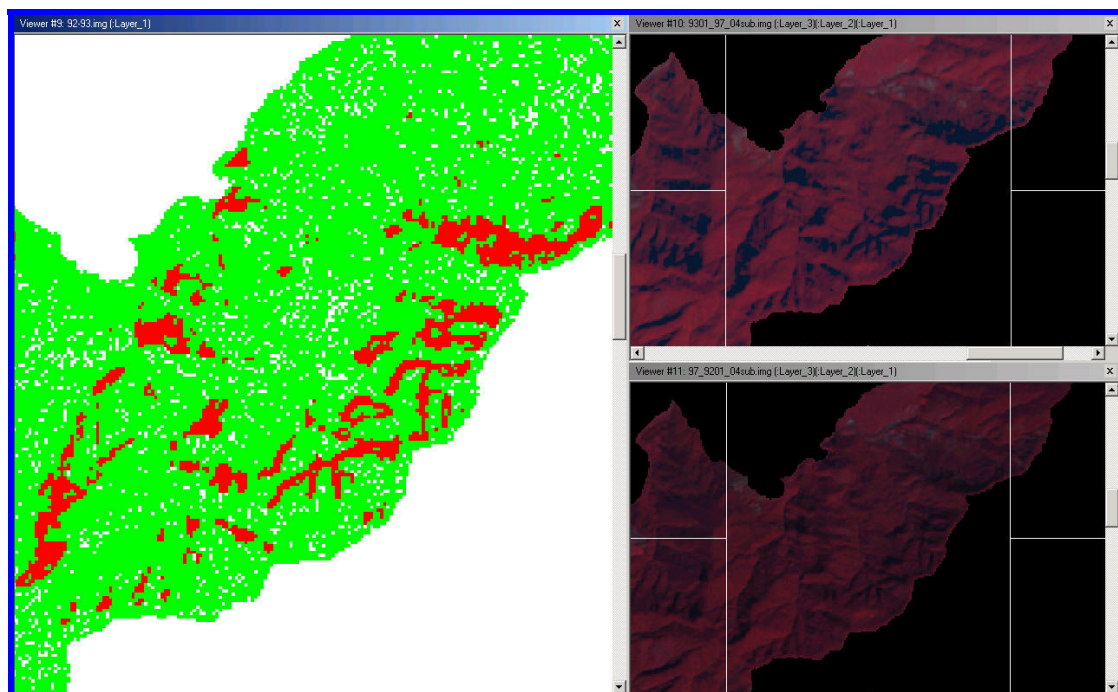 Viewer #9: 92-93.img (:Layer_1)
Viewer #10: 9301_97_04sub.img (:Layer_3)(:Layer_2)(:Layer_1)
Viewer #11: 97_9201_04sub.img (:Layer_3)(:Layer_2)(:Layer_1)